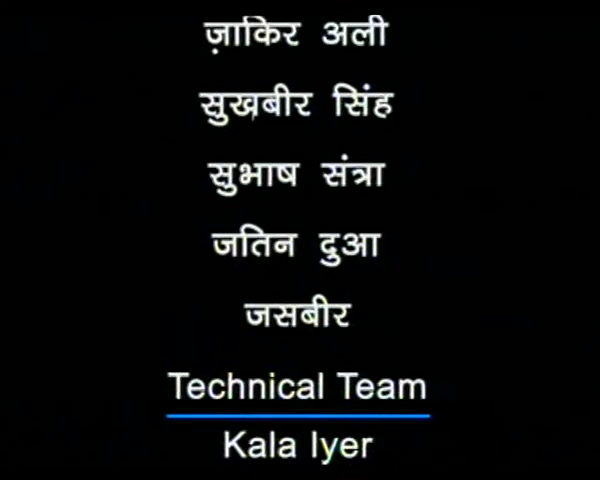 ज़ाकिर अली
सुखबीर सिंह
सुभाष संत्रा
जतिन दुआ
जसबीर
Technical Team
Kala Iyer